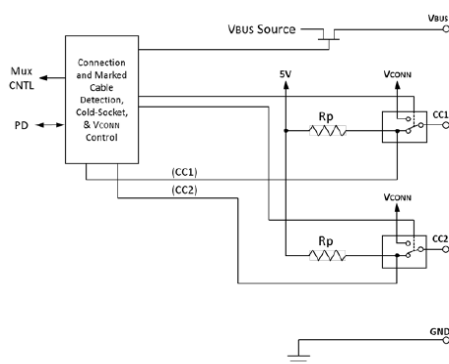 VBUS Source
VBUS
Connection
and Marked
Cable
Detection,
Cold-Socket,
& VCONN
Control
Mux
CNTL
PD
5V
VCONN
Rp
CC1
(CC1)
(CC2)
VCONN
Rp
CC2
GND